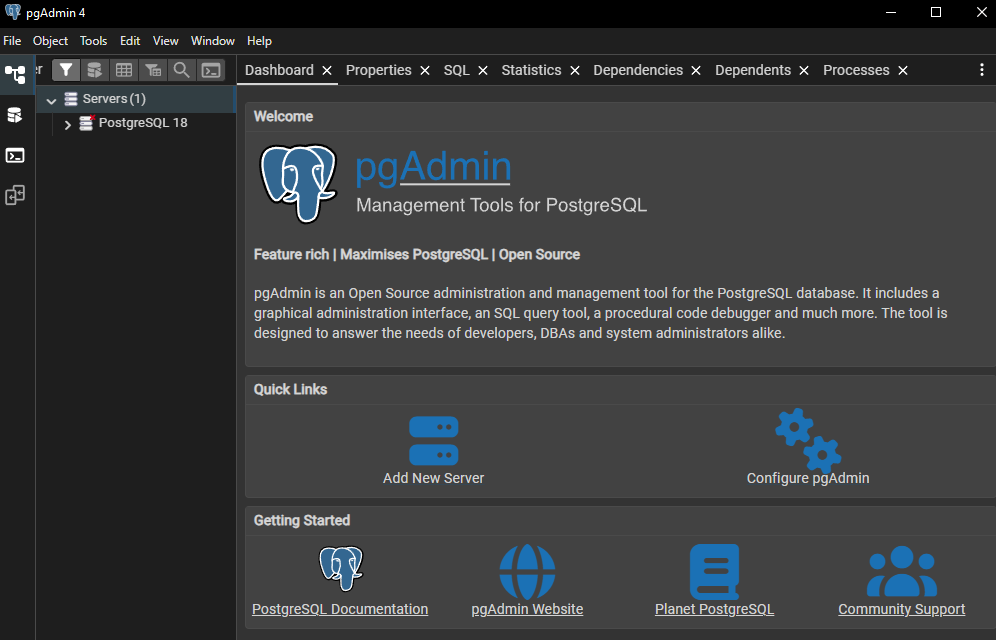 pgAdmin 4
File Object Tools Edit View Window Help
er
Dashboard Properties SQL Statistics Dependencies Dependents Processes
Servers (1)
PostgreSQL 18
Welcome
pgAdmin
Management Tools for PostgreSQL
Feature rich | Maximises PostgreSQL | Open Source
pgAdmin is an Open Source administration and management tool for the PostgreSQL database. It includes a
graphical administration interface, an SQL query tool, a procedural code debugger and much more. The tool is
designed to answer the needs of developers, DBAs and system administrators alike.
Quick Links
Add New Server Configure pgAdmin
Getting Started
PostgreSQL Documentation pgAdmin Website Planet PostgreSQL Community Support